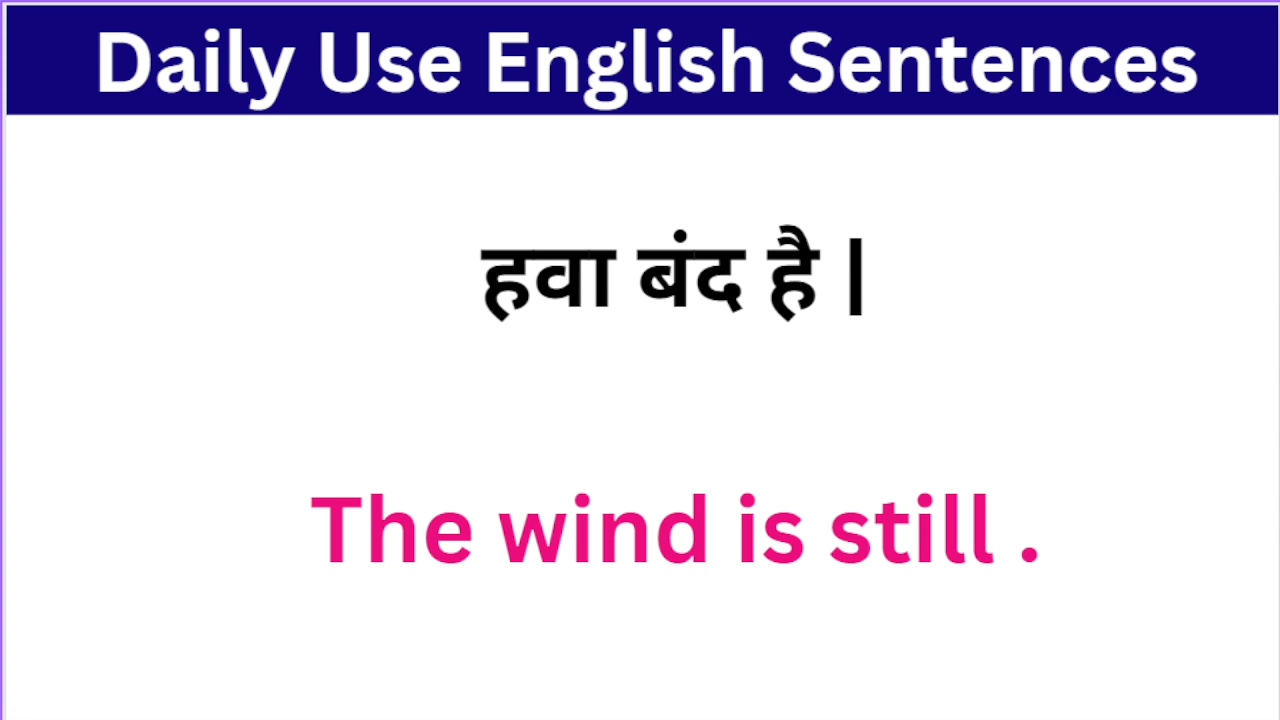 Daily Use English Sentences
हवा बंद है |
The wind is still .